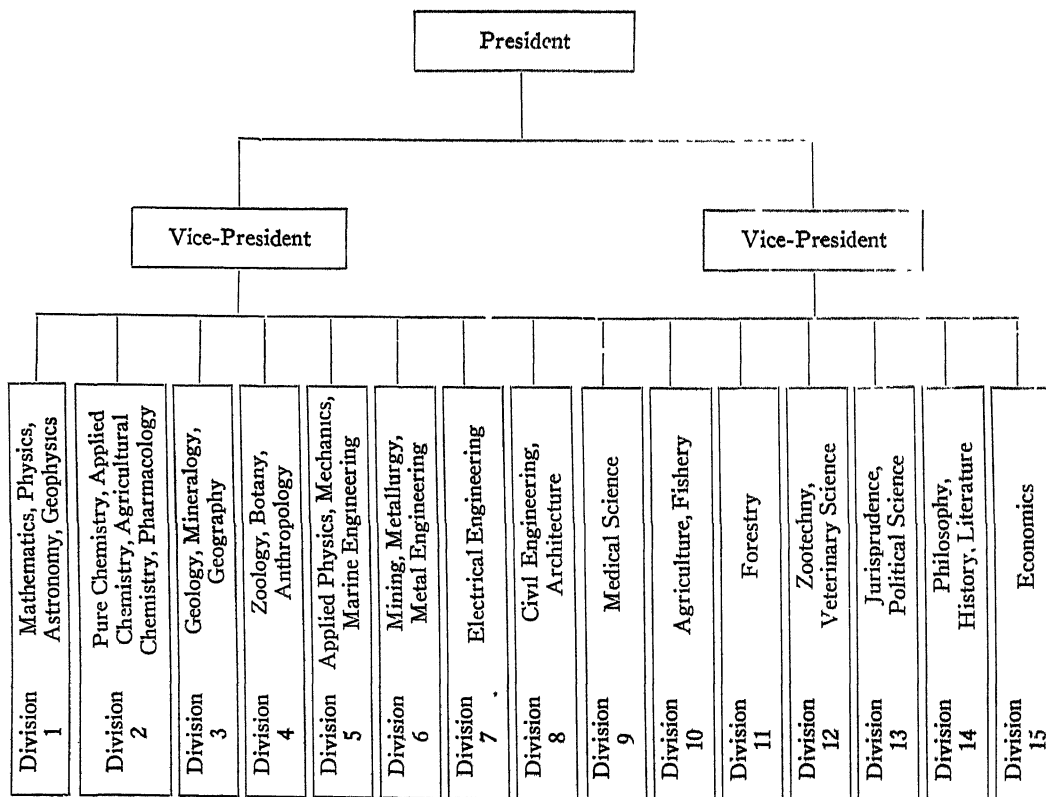 President
Vice-President
Vice-President
Division
1
Mathematics, Physics,
Astronomy, Geophysics
Division
2
Pure Chemistry, Applied
Chemistry, Agricultural
Chemistry, Pharmacology
Division
3
Geology, Mineralogy,
Geography
Division
4
Zoology, Botany,
Anthropology
Division
5
Applied Physics, Mechanics,
Marine Engineering
Division
6
Mining, Metallurgy,
Metal Engineering
Division
7
Electrical Engineering
Division
8
Civil Engineering,
Architecture
Division
9
Medical Science
Division
10
Agriculture, Fishery
Division
11
Forestry
Division
12
Zootechny,
Veterinary Science
Division
13
Jurisprudence,
Political Science
Division
14
Philosophy,
History, Literature
Division
15
Economics